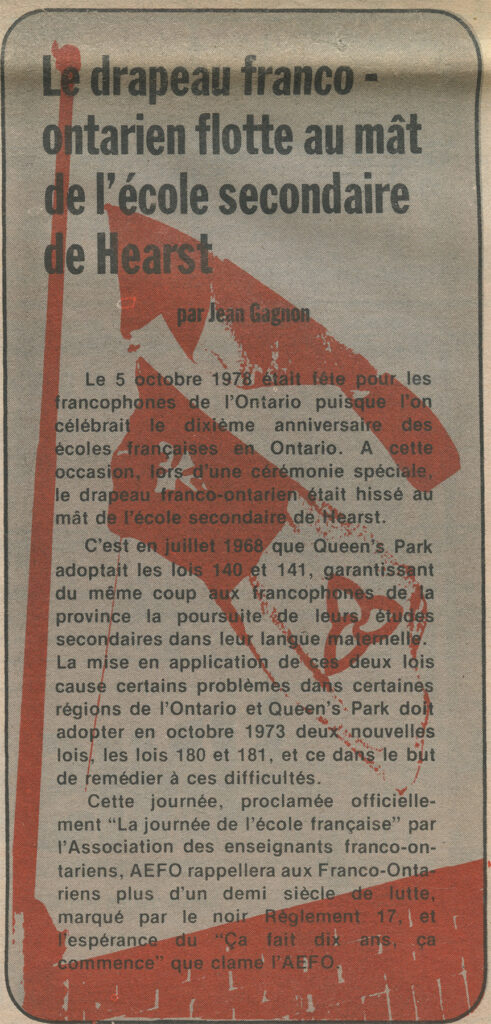 Le drapeau franco -
ontarien flotte au mât
de l'école secondaire
de Hearst
par Jean Gagnon
Le 5 octobre 1978 était fête pour les
francophones de l'Ontario puisque l'on
célébrait le dixième anniversaire des
écoles françaises en Ontario. A cette
occasion, lors d'une cérémonie spéciale,
le drapeau franco-ontarien était hissé au
mât de l'école secondaire de Hearst.
C'est en juillet 1968 que Queen's Park
adoptait les lois 140 et 141, garantissant
du même coup aux francophones de la
province la poursuite de leurs études
secondaires dans leur langue maternelle.
La mise en application de ces deux lois
cause certains problèmes dans certaines
régions de l'Ontario et Queen's Park doit
adopter en octobre 1973 deux nouvelles
lois, les lois 180 et 181, et ce dans le but
de remédier à ces difficultés.
Cette journée, proclamée officielle-
ment "La journée de l'école française" par
l'Association des enseignants franco-on-
tariens, AEFO rappellera aux Franco-Onta-
riens plus d'un demi siècle de lutte,
marqué par le noir Règlement 17, et
l'espérance du "Ça fait dix ans, ça
commence" que clame l'AEFO.